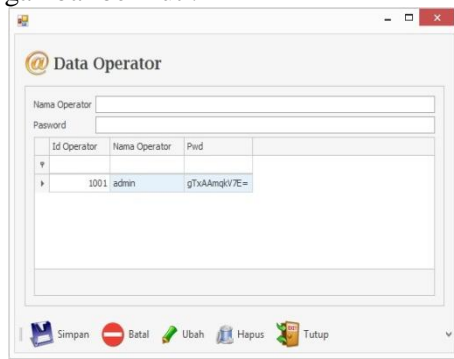 Data Operator
Nama Operator
Pasword
Id Operator Nama Operator Pwd
1001 admin gTxAAmqkV7E=
Simpan Batal Ubah Hapus Tutup